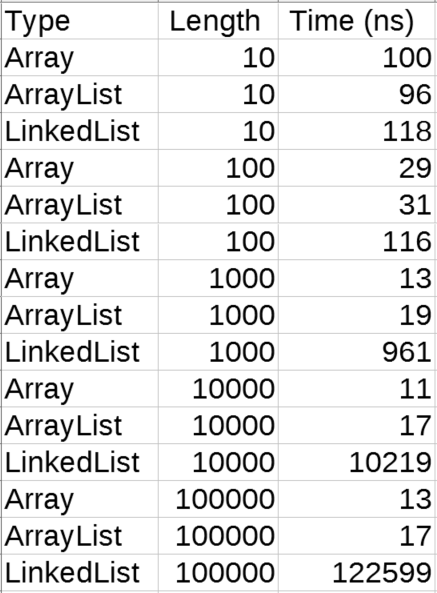 Type Length Time (ns)
Array 10 100
ArrayList 10 96
LinkedList 10 118
Array 100 29
ArrayList 100 31
LinkedList 100 116
Array 1000 13
ArrayList 1000 19
LinkedList 1000 961
Array 10000 11
ArrayList 10000 17
LinkedList 10000 10219
Array 100000 13
ArrayList 100000 17
LinkedList 100000 122599